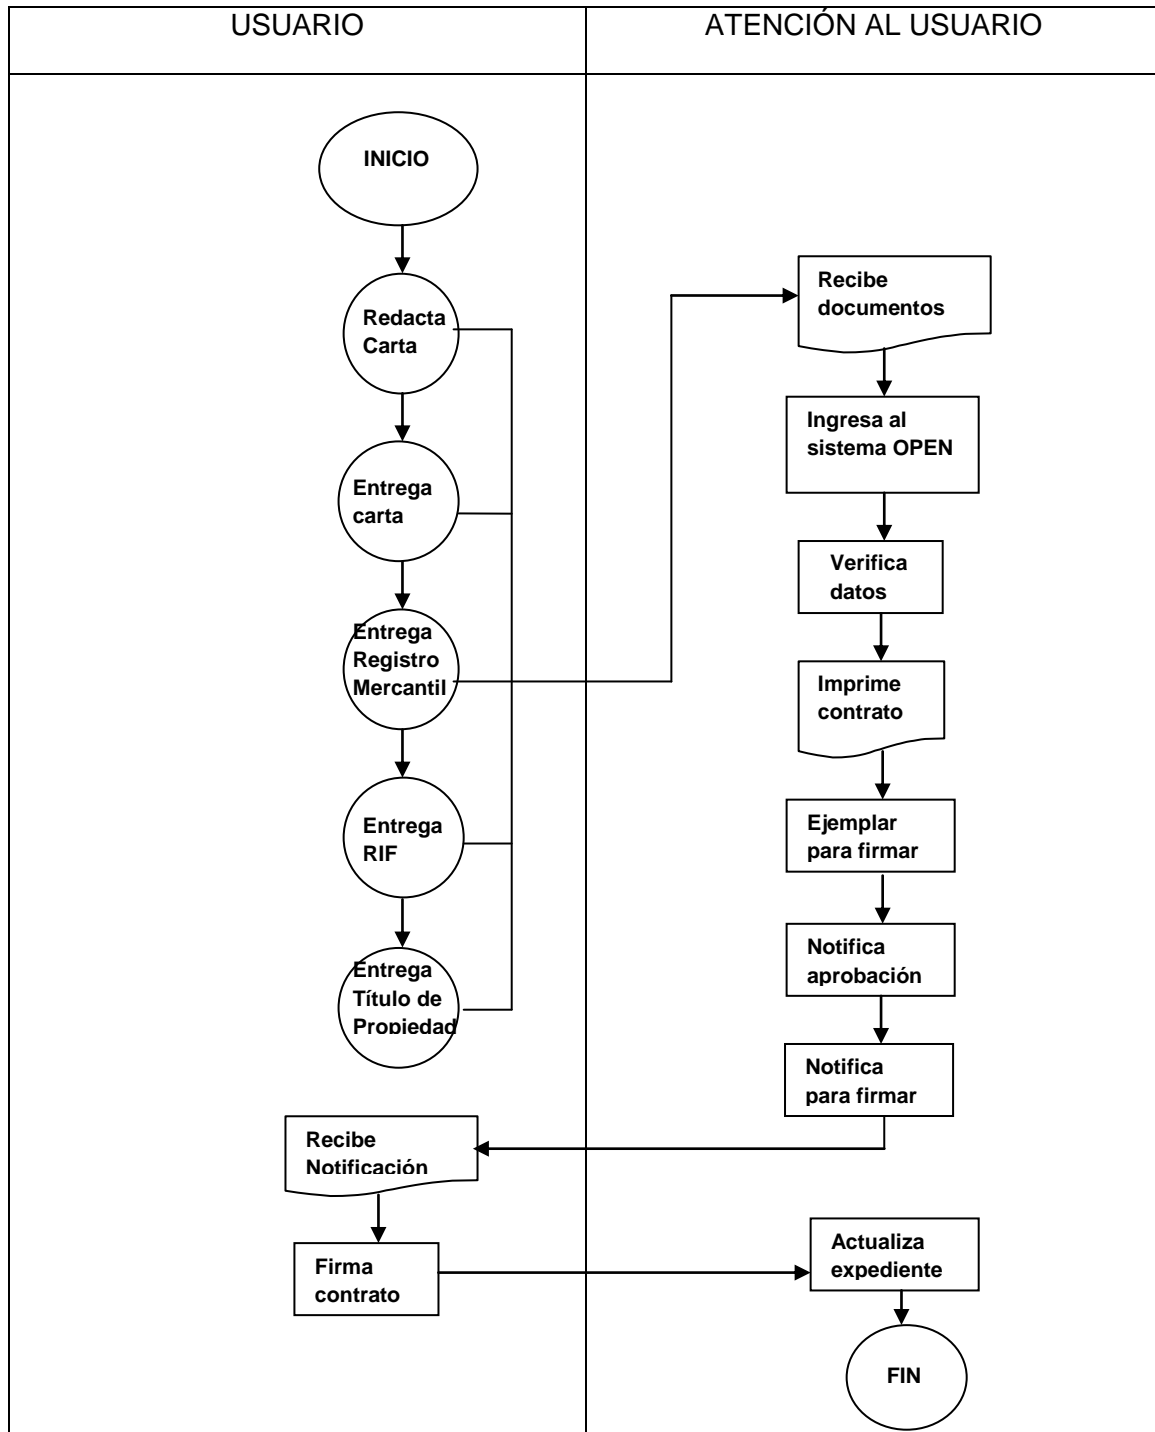 USUARIO
ATENCIÓN AL USUARIO
INICIO
Redacta
Carta
Entrega
carta
Entrega
Registro
Mercantil
Entrega
RIF
Entrega
Título de
Propiedad
Recibe
documentos
Ingresa al
sistema OPEN
Verifica
datos
Imprime
contrato
Ejemplar
para firmar
Notifica
aprobación
Notifica
para firmar
Recibe
Notificación
Firma
contrato
Actualiza
expediente
FIN